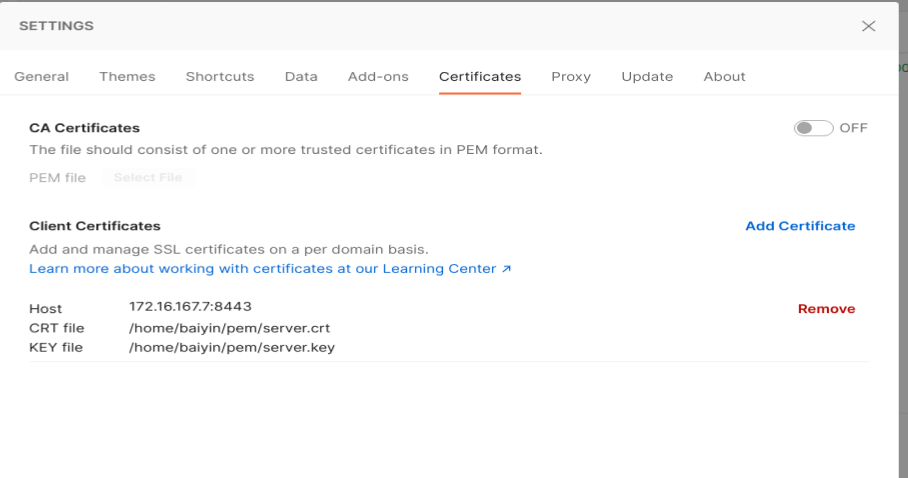 SETTINGS
General Themes Shortcuts Data Add-ons Certificates Proxy Update About
CA Certificates OFF
The file should consist of one or more trusted certificates in PEM format.
PEM file Select File
Client Certificates Add Certificate
Add and manage SSL certificates on a per domain basis.
Learn more about working with certificates at our Learning Center ↗
Host 172.16.167.7:8443 Remove
CRT file /home/baiyin/pem/server.crt
KEY file /home/baiyin/pem/server.key